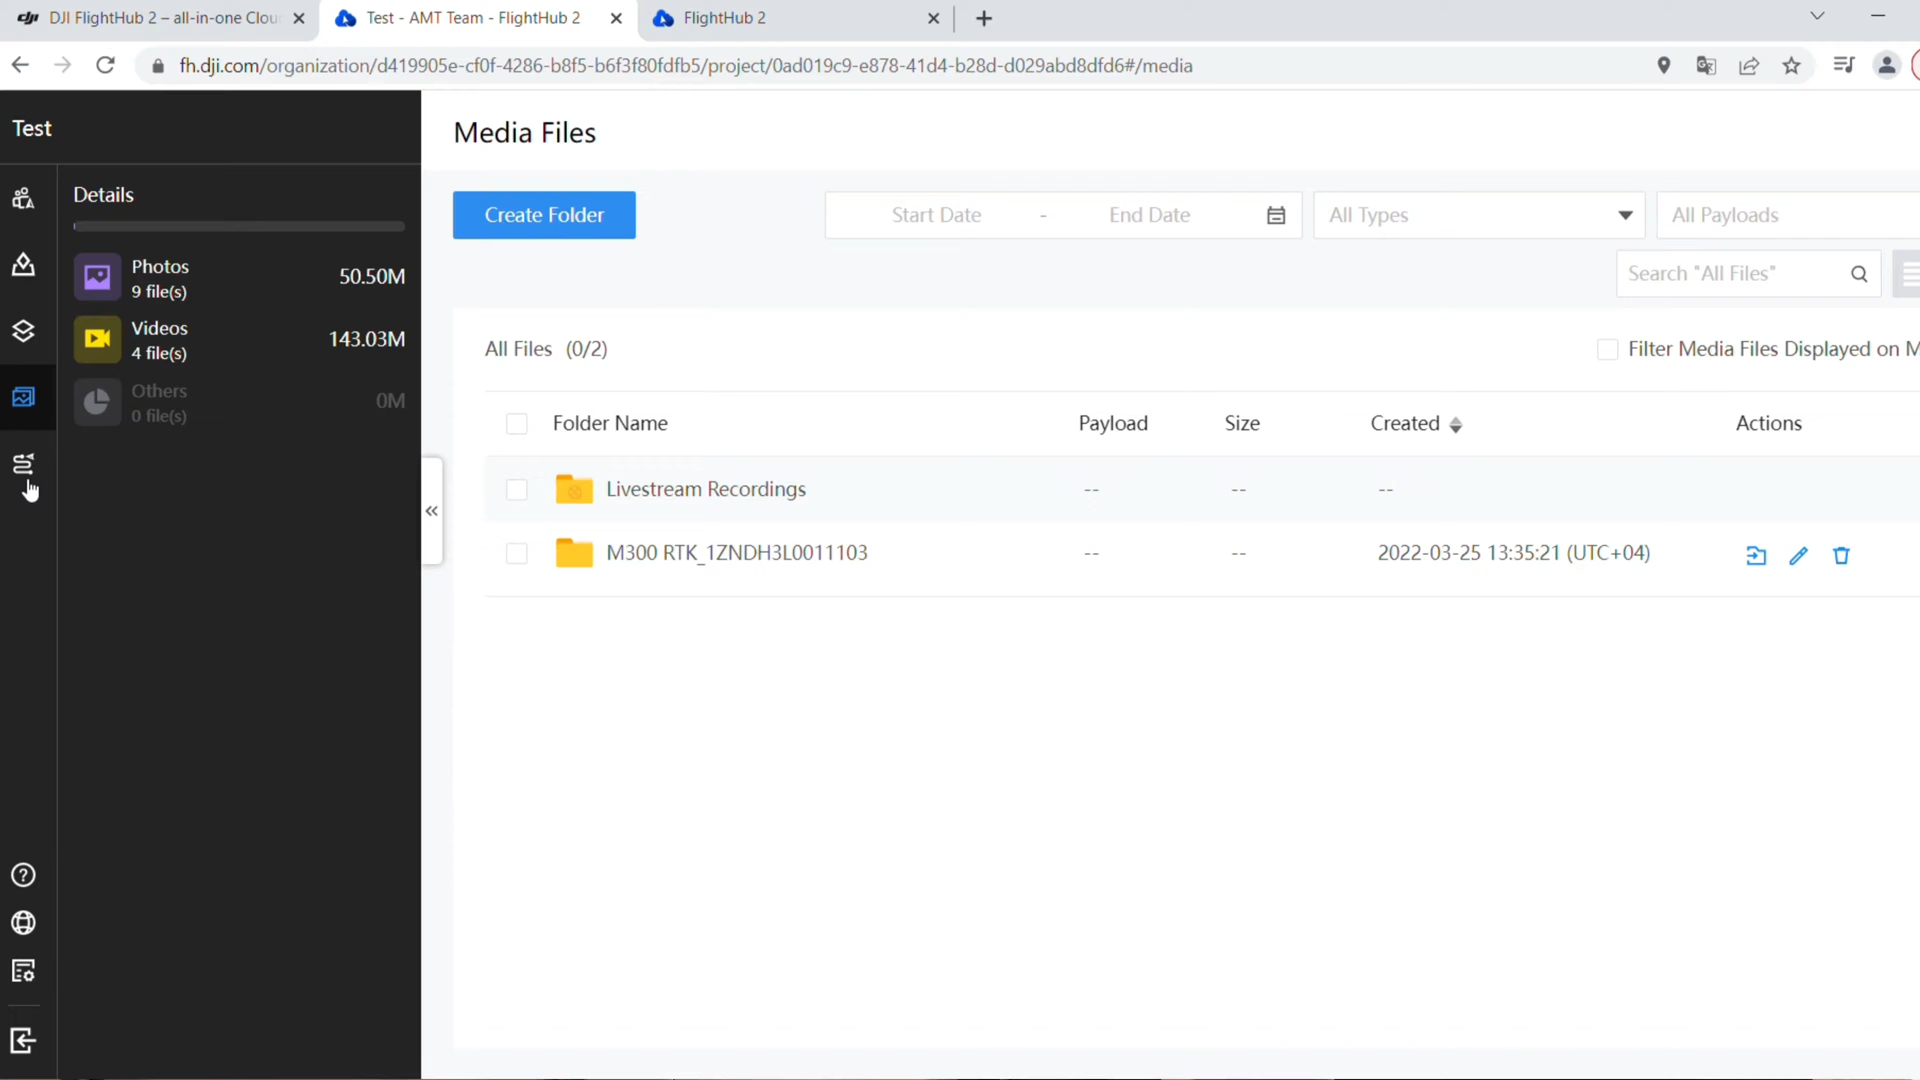 DJI FlightHub 2 – all-in-one Clou
Test - AMT Team - FlightHub 2
FlightHub 2
fh.dji.com/organization/d419905e-cf0f-4286-b8f5-b6f3f80fdfb5/project/0ad019c9-e878-41d4-b28d-d029abd8dfd6#/media
Test
Media Files
Details
Photos
9 file(s)
50.50M
Videos
4 file(s)
143.03M
Others
0 file(s)
0M
Create Folder
Start Date - End Date
All Types
All Payloads
Search "All Files"
All Files (0/2)
Filter Media Files Displayed on M
Folder Name Payload Size Created Actions
Livestream Recordings -- -- --
M300 RTK_1ZNDH3L0011103 -- -- 2022-03-25 13:35:21 (UTC+04)